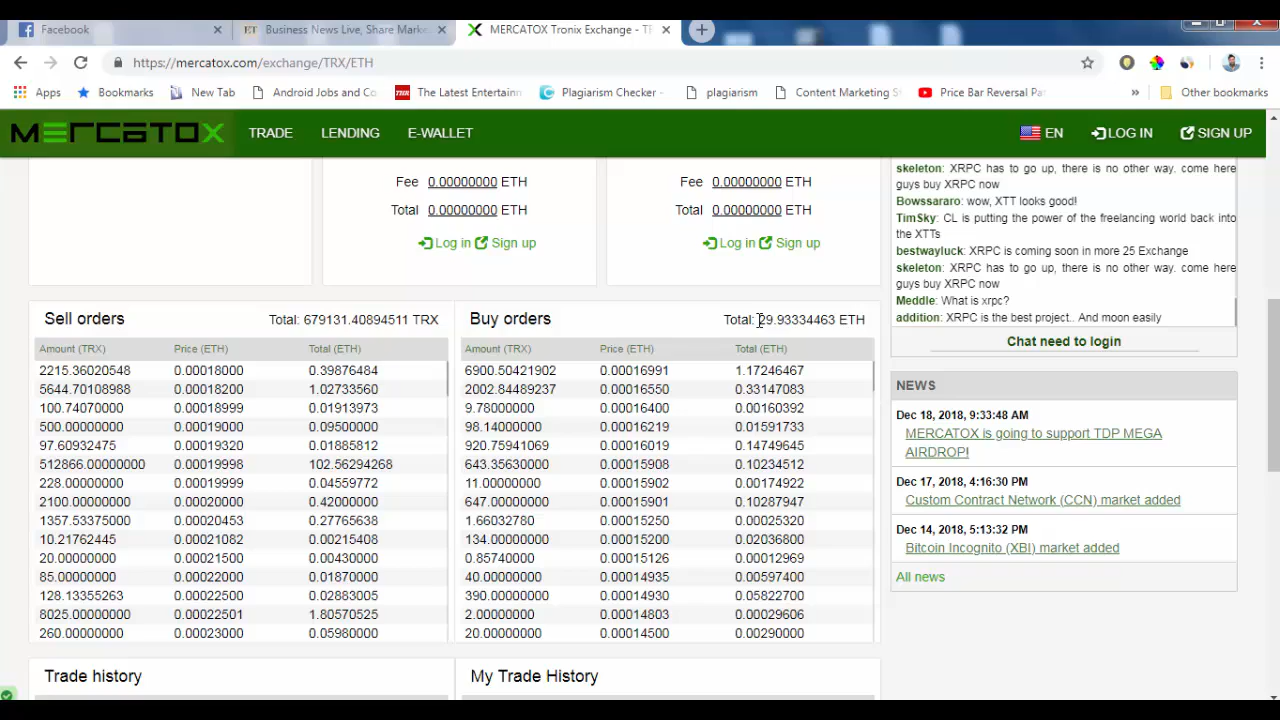 Facebook
ET Business News Live, Share Marke
MERCATOX Tronix Exchange - TF
https://mercatox.com/exchange/TRX/ETH
Apps Bookmarks New Tab Android Jobs and Co THR The Latest Entertainn Plagiarism Checker - plagiarism Content Marketing S Price Bar Reversal Pa » Other bookmarks
MERCATOX TRADE LENDING E-WALLET EN LOG IN SIGN UP
Fee 0.00000000 ETH
Total 0.00000000 ETH
Log in Sign up
Fee 0.00000000 ETH
Total 0.00000000 ETH
Log in Sign up
Sell orders Total: 679131.40894511 TRX
Amount (TRX) Price (ETH) Total (ETH)
2215.36020548 0.00018000 0.39876484
5644.70108968 0.00018200 1.02733560
100.74070000 0.00018999 0.01913973
500.00000000 0.00019000 0.09500000
97.60932475 0.00019320 0.01885812
512866.00000000 0.00019998 102.56294268
228.00000000 0.00019999 0.04559772
2100.00000000 0.00020000 0.42000000
1357.53375000 0.00020453 0.27765638
10.21762445 0.00021082 0.00215408
20.00000000 0.00021500 0.00430000
85.00000000 0.00022000 0.01870000
128.13355263 0.00022500 0.02883005
8025.00000000 0.00022501 1.80570525
260.00000000 0.00023000 0.05980000
Buy orders Total: 29.93334463 ETH
Amount (TRX) Price (ETH) Total (ETH)
6900.50421902 0.00016991 1.17246467
2002.84489237 0.00016550 0.33147083
9.78000000 0.00016400 0.00160392
98.14000000 0.00016219 0.01591733
920.75941069 0.00016019 0.14749645
643.35630000 0.00015908 0.10234512
11.00000000 0.00015902 0.00174922
647.00000000 0.00015901 0.10287947
1.66032780 0.00015250 0.00025320
134.00000000 0.00015200 0.02036800
0.85740000 0.00015126 0.00012969
40.00000000 0.00014935 0.00597400
390.00000000 0.00014930 0.05822700
2.00000000 0.00014803 0.00029606
20.00000000 0.00014500 0.00290000
Trade history
My Trade History
skeleton: XRPC has to go up, there is no other way. come here
guys buy XRPC now
Bowssararo: wow, XTT looks good!
TimSky: CL is putting the power of the freelancing world back into
the XTTs
bestwayluck: XRPC is coming soon in more 25 Exchange
skeleton: XRPC has to go up, there is no other way. come here
guys buy XRPC now
Meddle: What is xrpc?
addition: XRPC is the best project.. And moon easily
Chat need to login
NEWS
Dec 18, 2018, 9:33:48 AM
MERCATOX is going to support TDP MEGA
AIRDROP!
Dec 17, 2018, 4:16:30 PM
Custom Contract Network (CCN) market added
Dec 14, 2018, 5:13:32 PM
Bitcoin Incognito (XBI) market added
All news